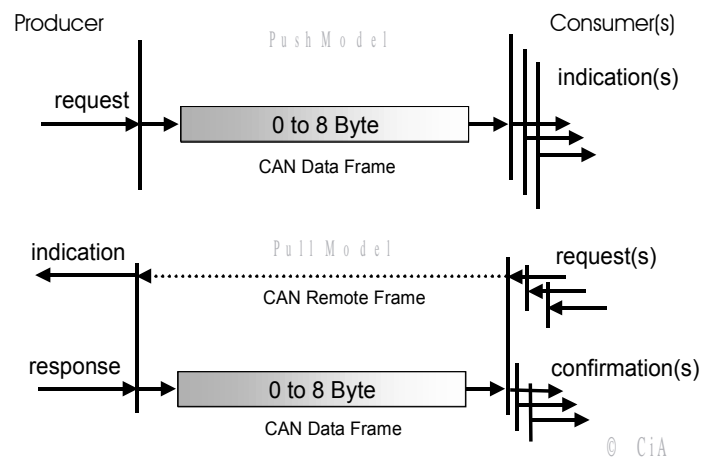 Producer
Push Model
Consumer(s)
indication(s)
request
0 to 8 Byte
CAN Data Frame
indication
Pull Model
request(s)
CAN Remote Frame
response
confirmation(s)
0 to 8 Byte
CAN Data Frame
© CiA